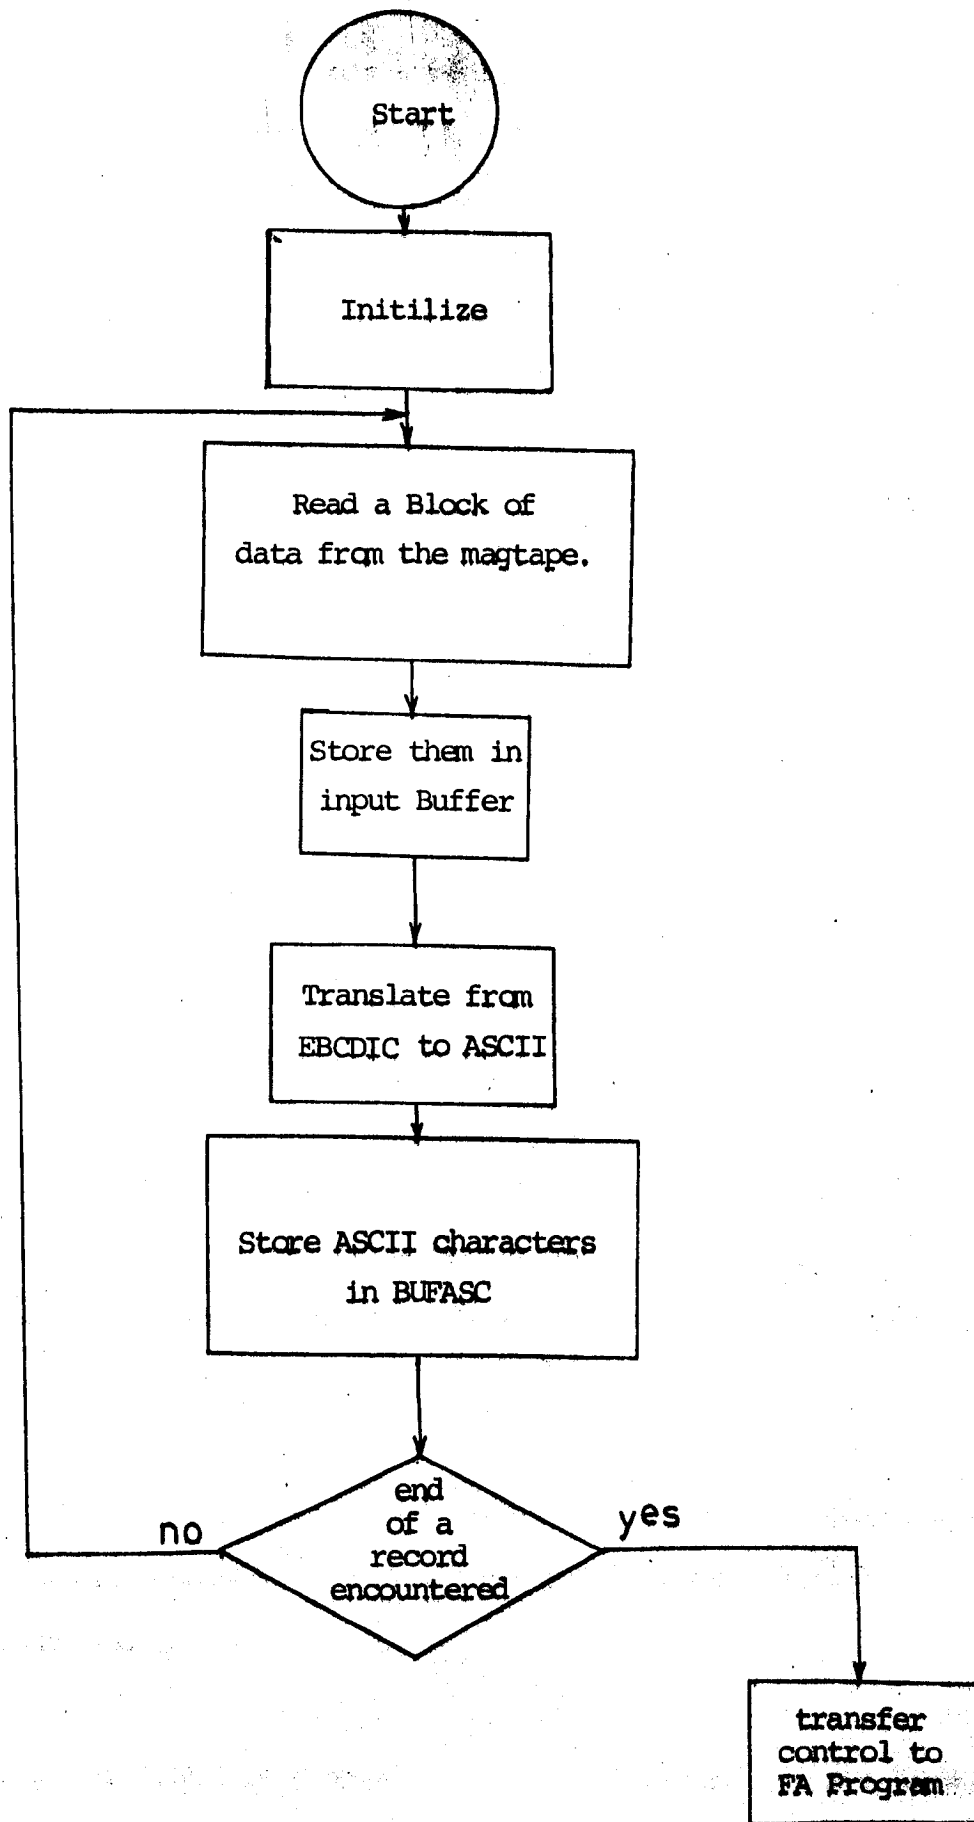 Start
Initilize
Read a Block of
data from the magtape.
Store them in
input Buffer
Translate from
EBCDIC to ASCII
Store ASCII characters
in BUFASC
end
of a
record
encountered
no
yes
transfer
control to
FA Program